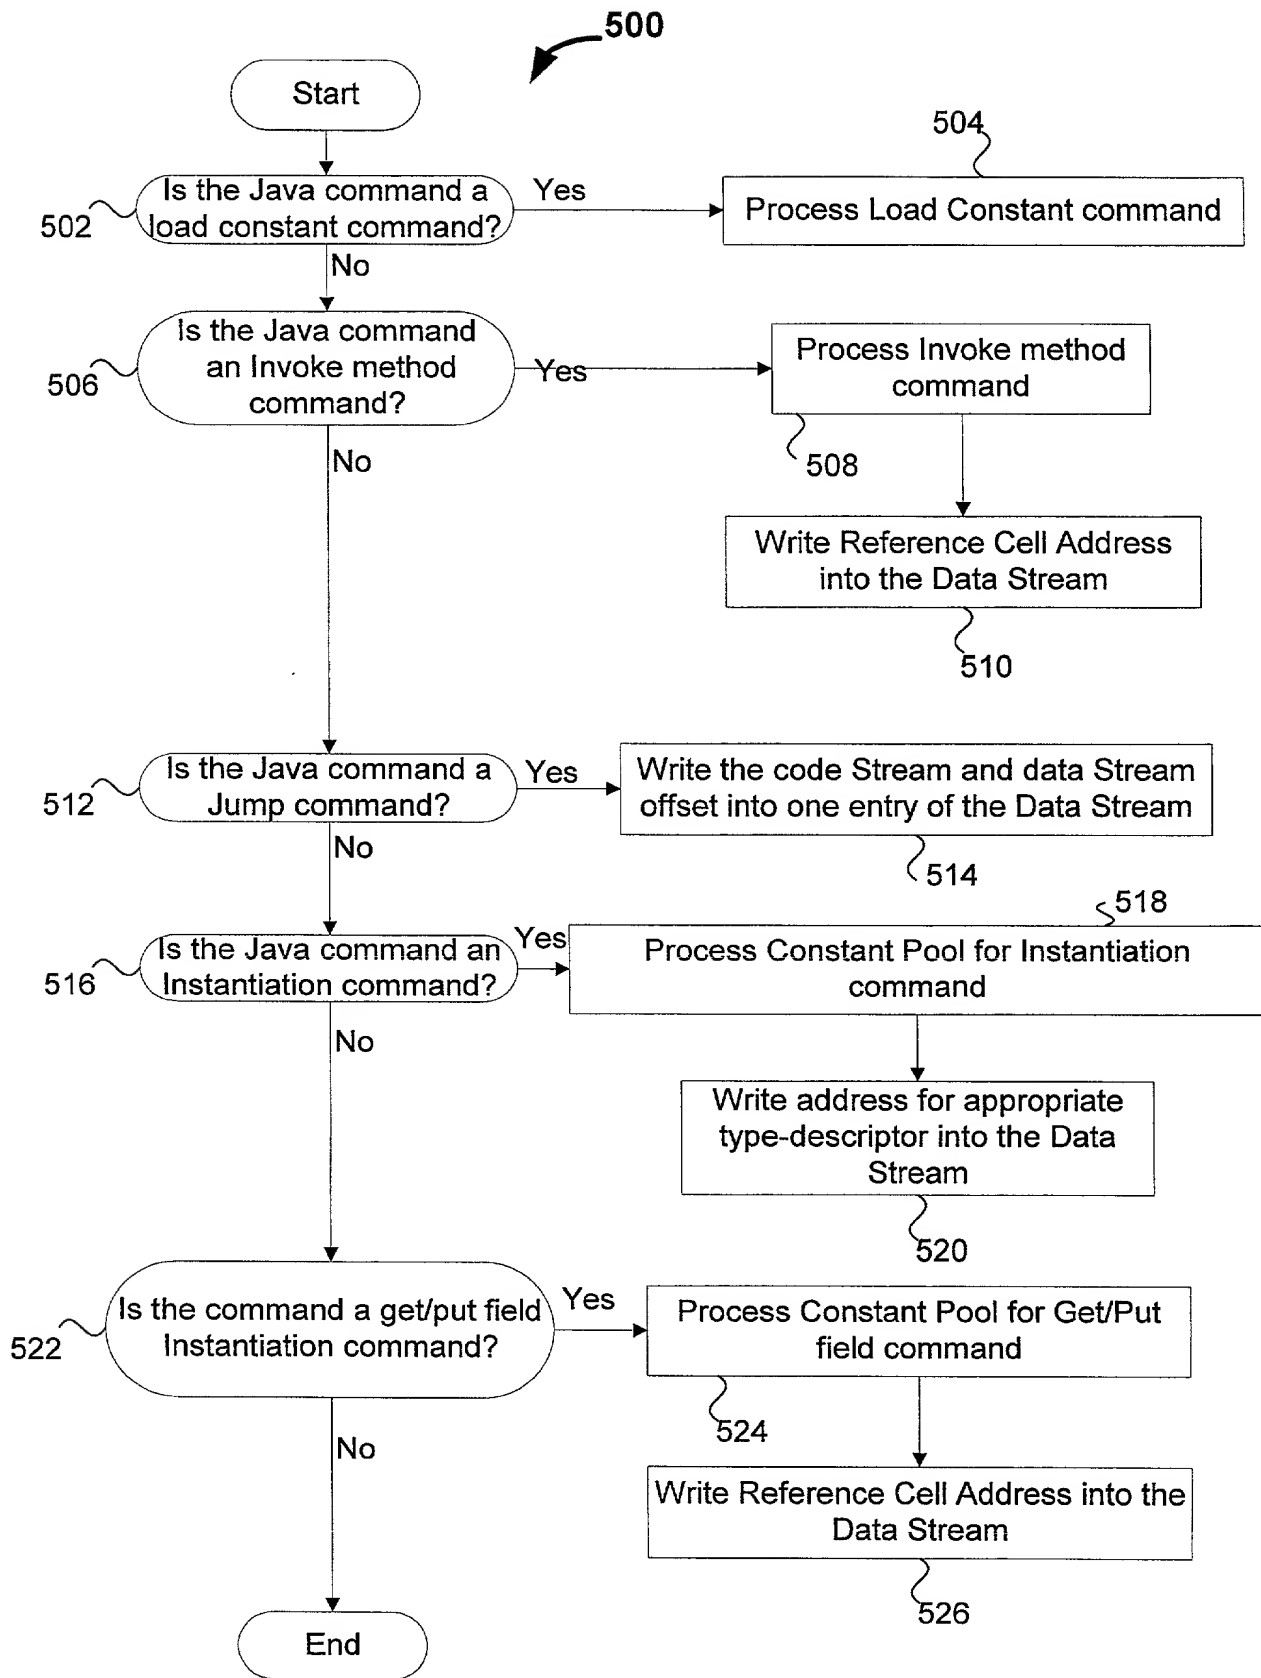 500
Start
504
Is the Java command a
load constant command?
Yes
Process Load Constant command
502
No
Is the Java command
an Invoke method
command?
Yes
Process Invoke method
command
506
No
508
Write Reference Cell Address
into the Data Stream
510
Is the Java command a
Jump command?
Yes
Write the code Stream and data Stream
offset into one entry of the Data Stream
512
No
514
518
Is the Java command an
Instantiation command?
Yes
Process Constant Pool for Instantiation
command
516
No
Write address for appropriate
type-descriptor into the Data
Stream
520
Is the command a get/put field
Instantiation command?
Yes
Process Constant Pool for Get/Put
field command
522
524
No
Write Reference Cell Address into the
Data Stream
526
End